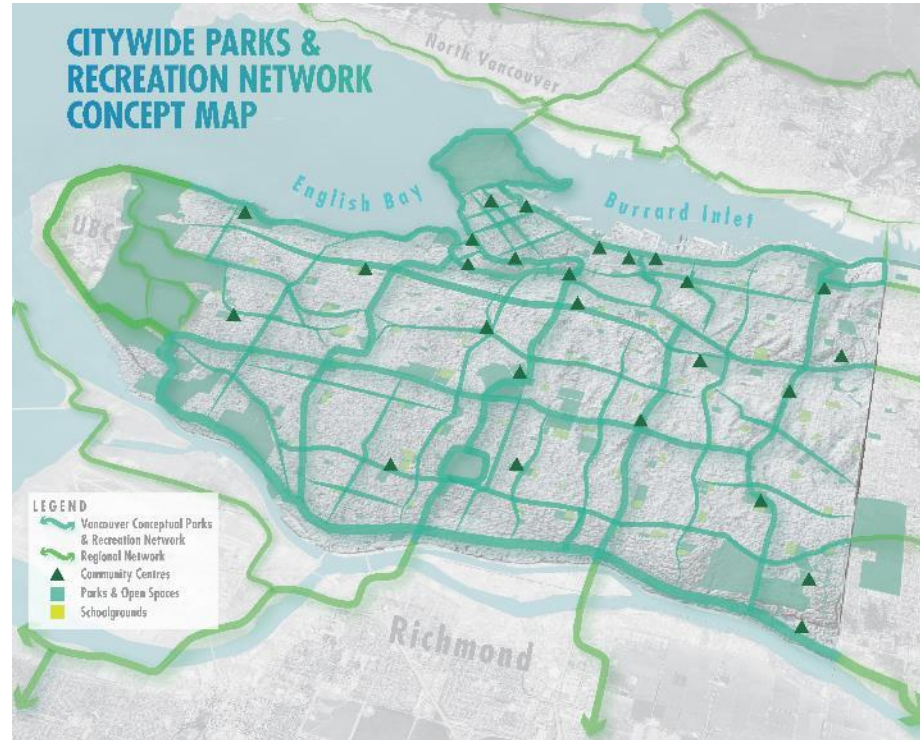 CITYWIDE PARKS &
RECREATION NETWORK
CONCEPT MAP
North Vancouver
English Bay
Burrard Inlet
UBC
LEGEND
Vancouver Conceptual Parks
& Recreation Network
Regional Network
Community Centres
Parks & Open Spaces
Schoolgrounds
Richmond